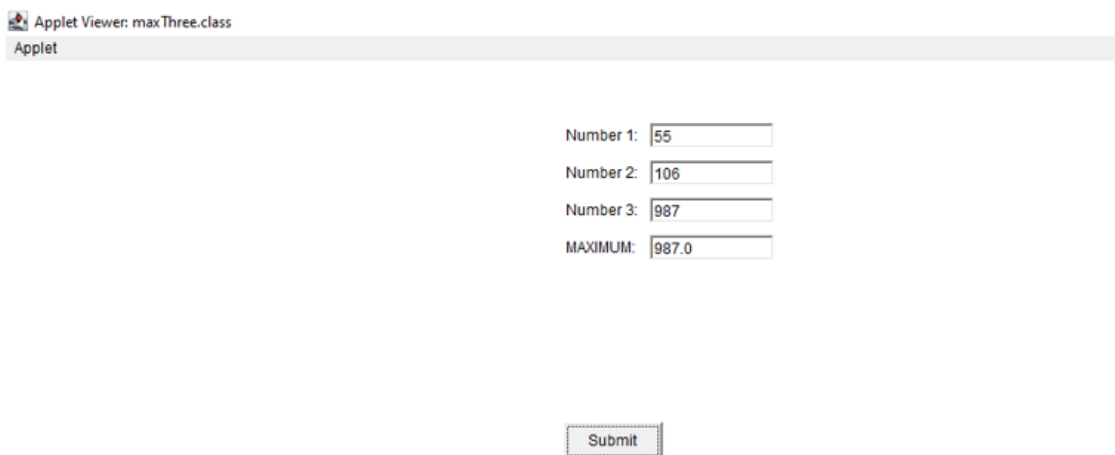 Applet Viewer: maxThree.class
Applet
Number 1: 55
Number 2: 106
Number 3: 987
MAXIMUM: 987.0
Submit